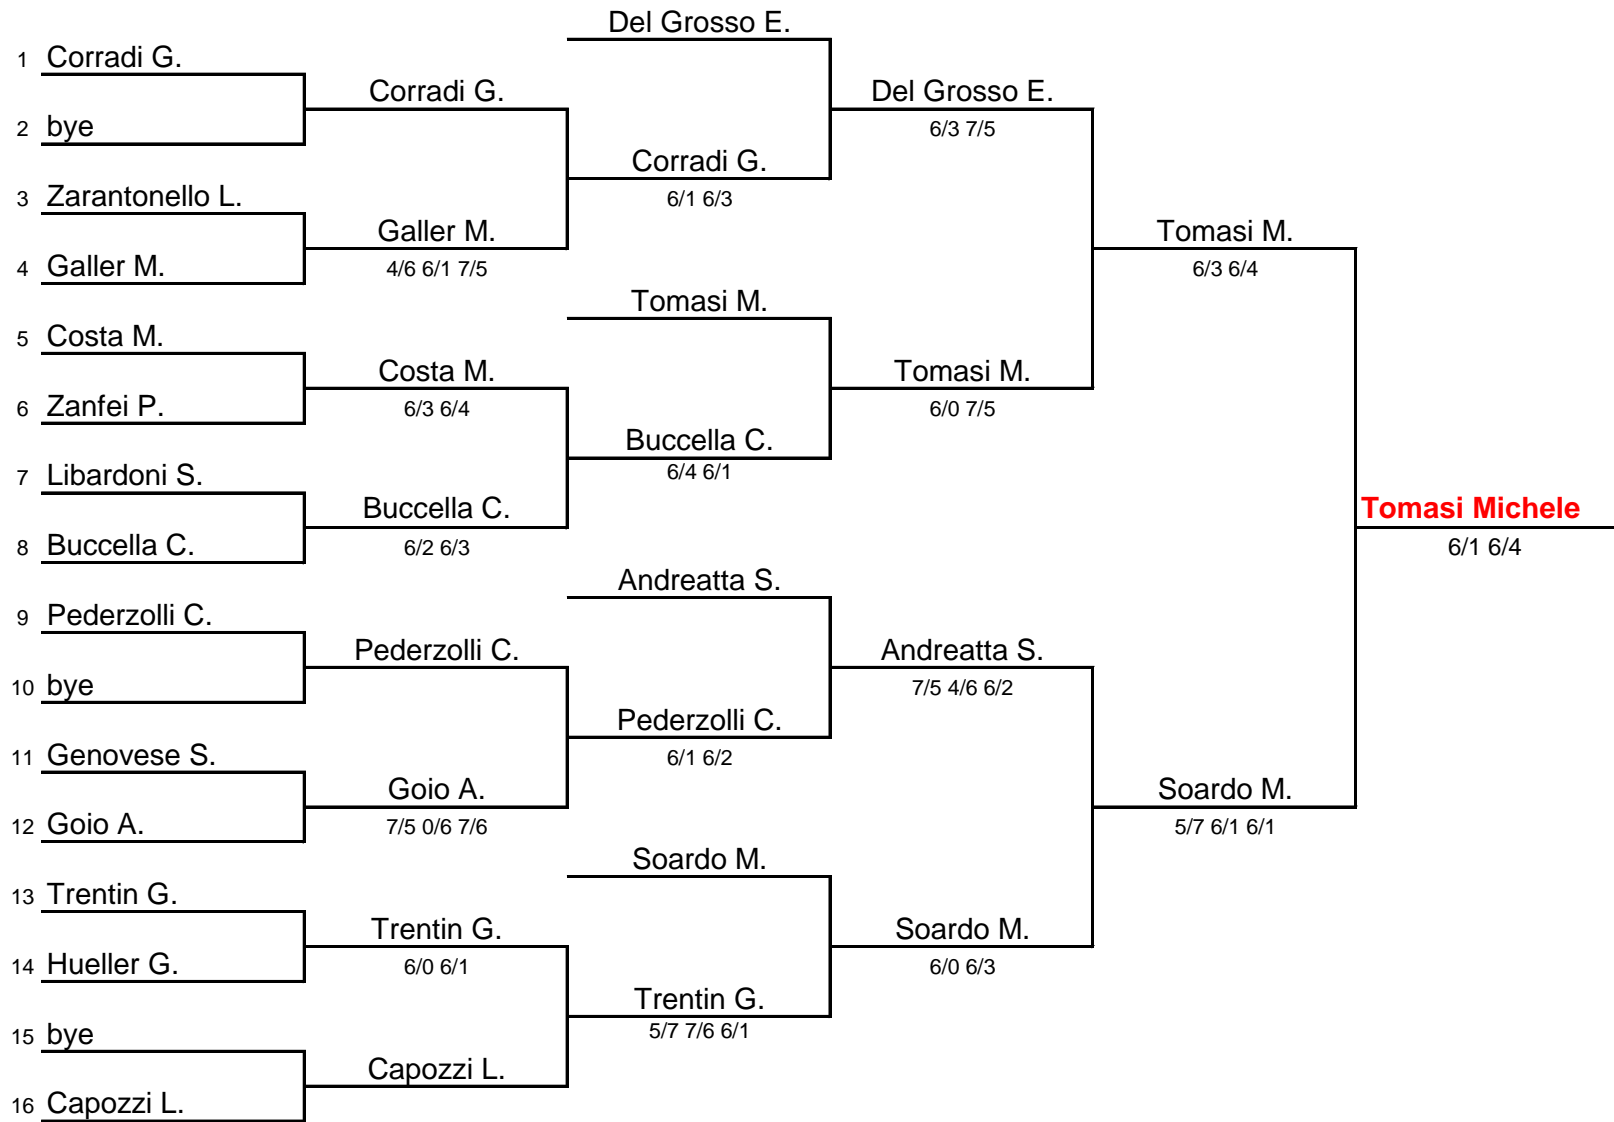 Del Grosso E.
1 Corradi G.
Corradi G.
Del Grosso E.
2 bye
6/3 7/5
Corradi G.
3 Zarantonello L.
6/1 6/3
Galler M.
Tomasi M.
4 Galler M.
4/6 6/1 7/5
6/3 6/4
Tomasi M.
5 Costa M.
Costa M.
Tomasi M.
6 Zanfei P.
6/3 6/4
6/0 7/5
Buccella C.
7 Libardoni S.
6/4 6/1
Buccella C.
Tomasi Michele
8 Buccella C.
6/2 6/3
6/1 6/4
Andreatta S.
9 Pederzolli C.
Pederzolli C.
Andreatta S.
10 bye
7/5 4/6 6/2
Pederzolli C.
11 Genovese S.
6/1 6/2
Goio A.
Soardo M.
12 Goio A.
7/5 0/6 7/6
5/7 6/1 6/1
Soardo M.
13 Trentin G.
Trentin G.
Soardo M.
14 Hueller G.
6/0 6/1
6/0 6/3
Trentin G.
15 bye
5/7 7/6 6/1
Capozzi L.
16 Capozzi L.